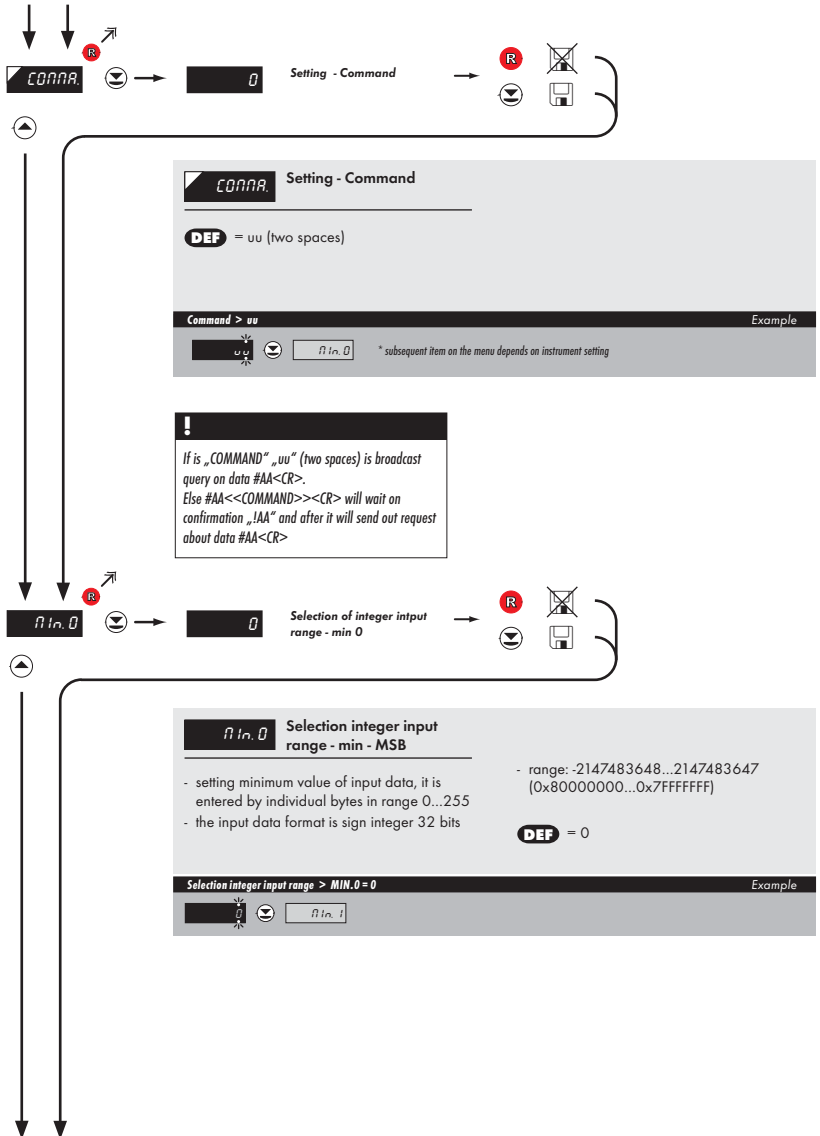 R
COMMA.
0
Setting - Command
R
COMMA.
Setting - Command
DEF = uu (two spaces)
Command > uu
Example
uu
MIn. 0
* subsequent item on the menu depends on instrument setting
!
If is „COMMAND“ „uu“ (two spaces) is broadcast
query on data #AA<CR>.
Else #AA<<COMMAND>><CR> will wait on
confirmation „!AA“ and after it will send out request
about data #AA<CR>
R
MIn. 0
0
Selection of integer intput
range - min 0
R
MIn. 0
Selection integer input
range - min - MSB
- setting minimum value of input data, it is
entered by individual bytes in range 0...255
- the input data format is sign integer 32 bits
- range: -2147483648...2147483647
(0x80000000...0x7FFFFFFF)
DEF = 0
Selection integer input range > MIN.0 = 0
Example
0
MIn. 1